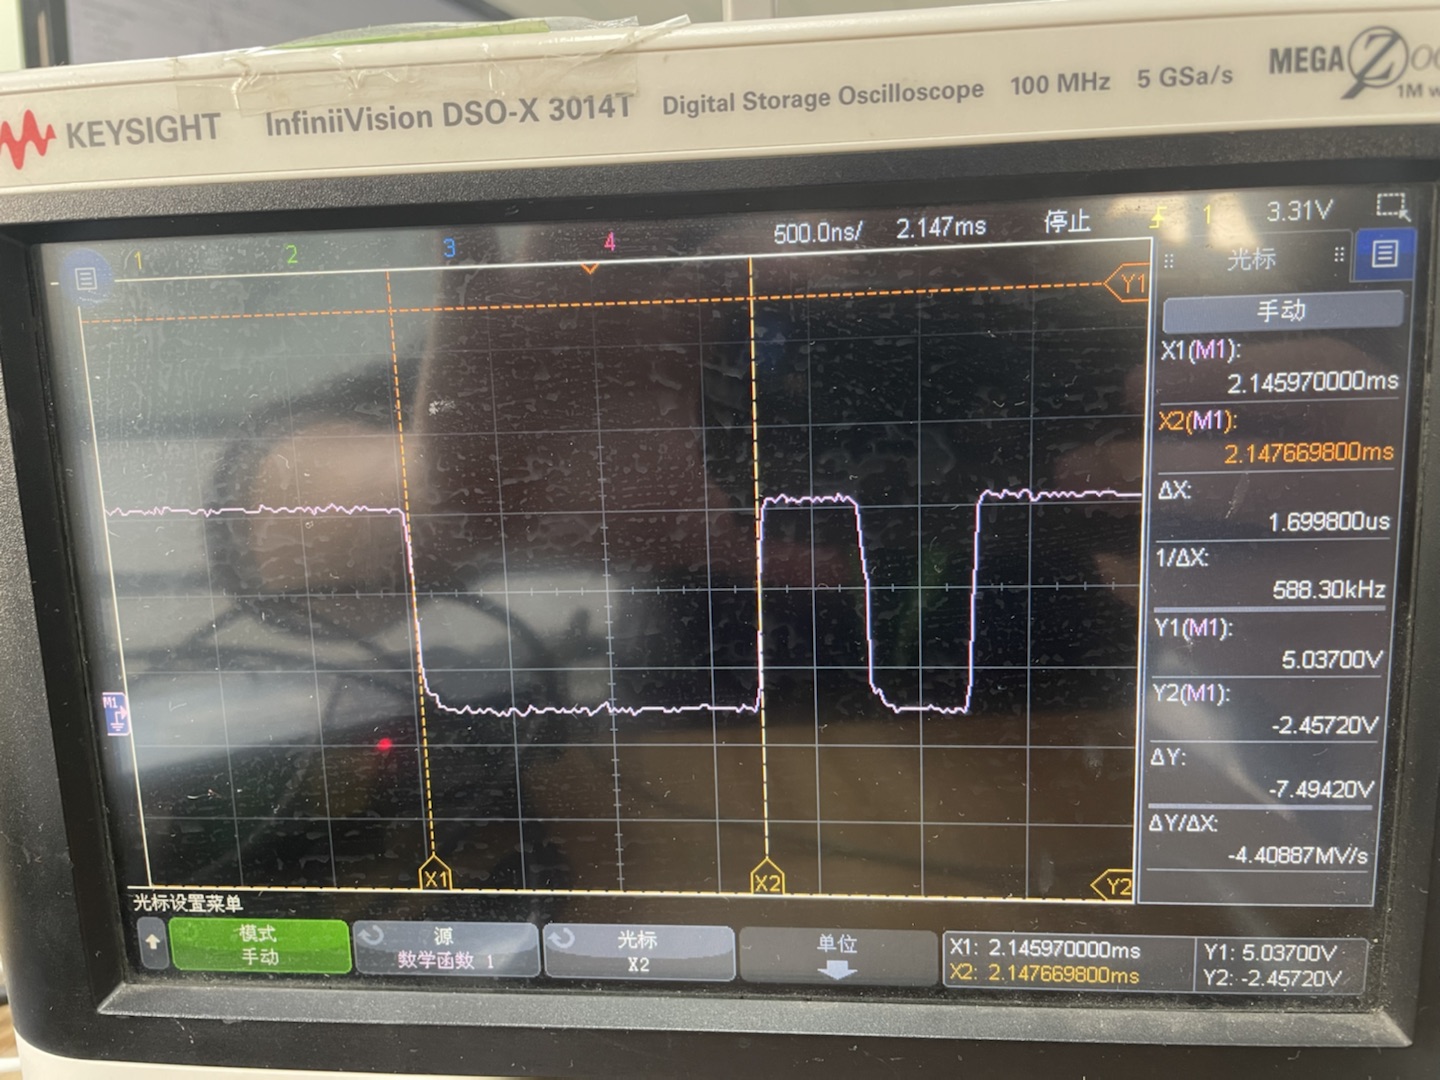 KEYSIGHT InfiniiVision DSO-X 3014T Digital Storage Oscilloscope 100 MHz 5 GSa/s MEGA
1M
1 2 3 4 500.0ns/ 2.147ms 停止 1 3.31V
光标
手动
X1(M1):
2.145970000ms
X2(M1):
2.147669800ms
ΔX:
1.699800us
1/ΔX:
588.30kHz
Y1(M1):
5.03700V
Y2(M1):
-2.45720V
ΔY:
-7.49420V
ΔY/ΔX:
-4.40887MV/s
Y1
M1
X1 X2 Y2
光标设置菜单
模式
手动
源
数学函数 1
光标
X2
单位
X1: 2.145970000ms
X2: 2.147669800ms
Y1: 5.03700V
Y2: -2.45720V